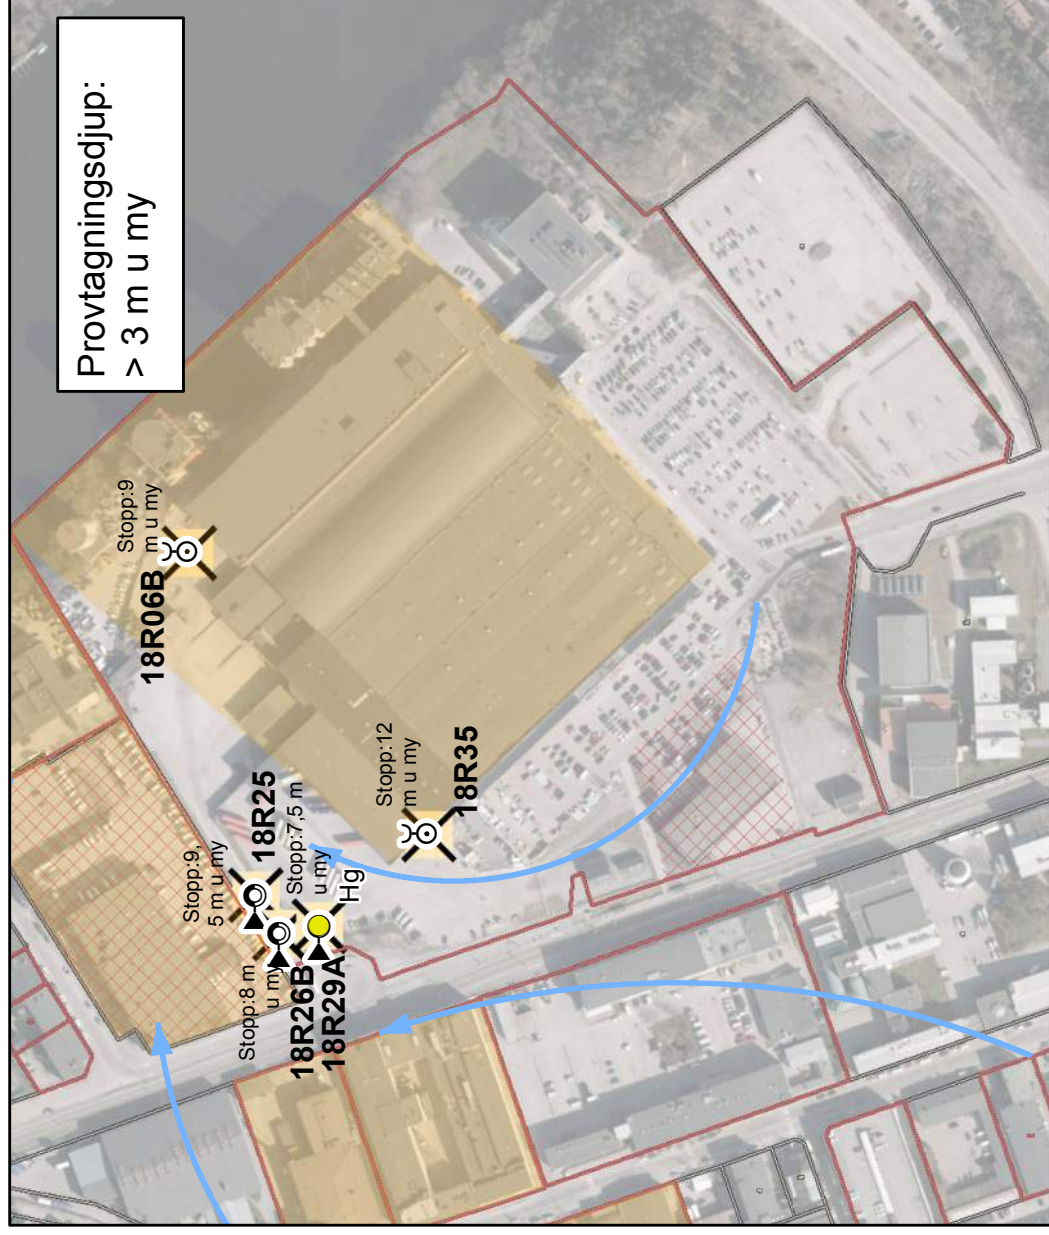 Provtagningsdjup:
> 3 m u my
Stopp:9
m u my
18R06B
Stopp:12
m u my
18R35
18R25
Stopp:7,5 m
u my
Hg
Stopp:9,
5 m u my
Stopp:8 m
u my
18R26B
18R29A